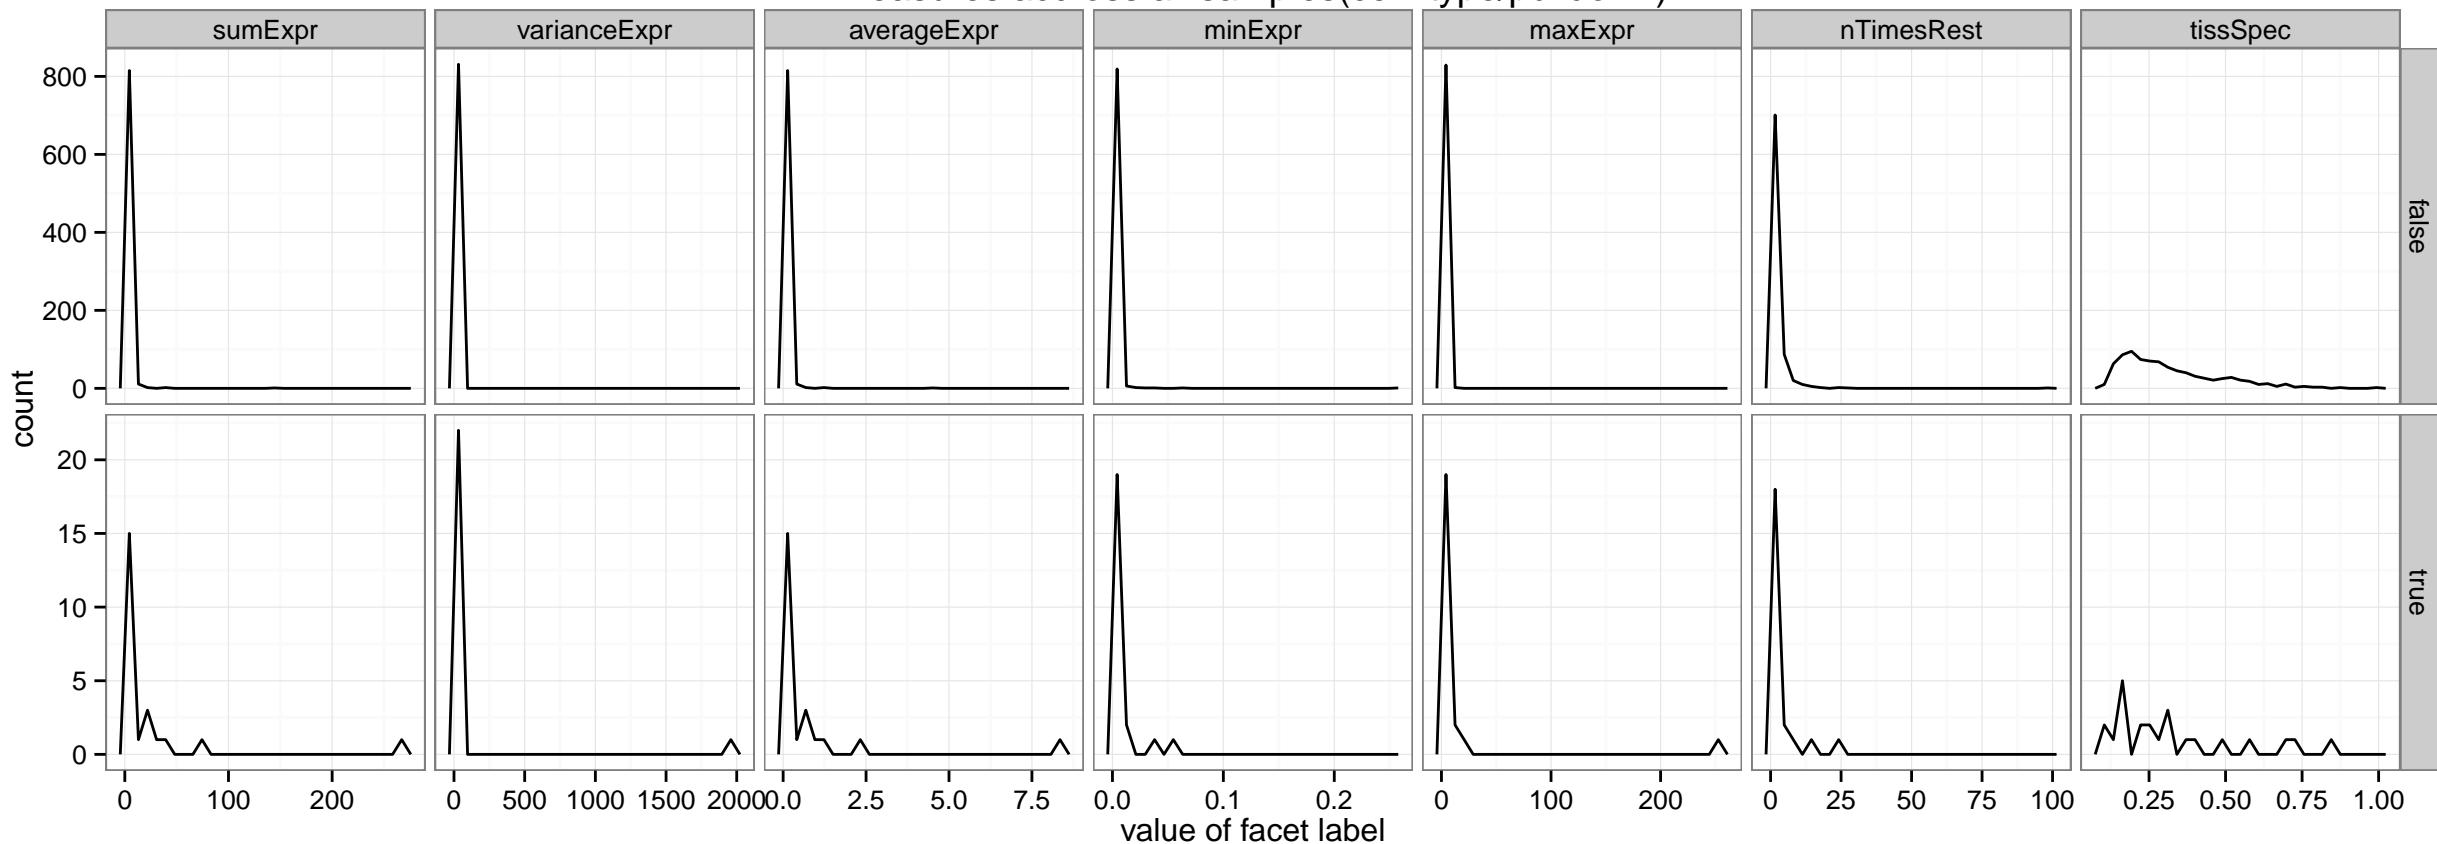 sumExpr varianceExpr averageExpr minExpr maxExpr nTimesRest tissSpec
800
600
400
200
0
false
20
15
10
5
0
true
count
0 100 200 0 500 1000 1500 2000 0.0 2.5 5.0 7.5 0.0 0.1 0.2 0 100 200 0 25 50 75 100 0.25 0.50 0.75 1.00
value of facet label